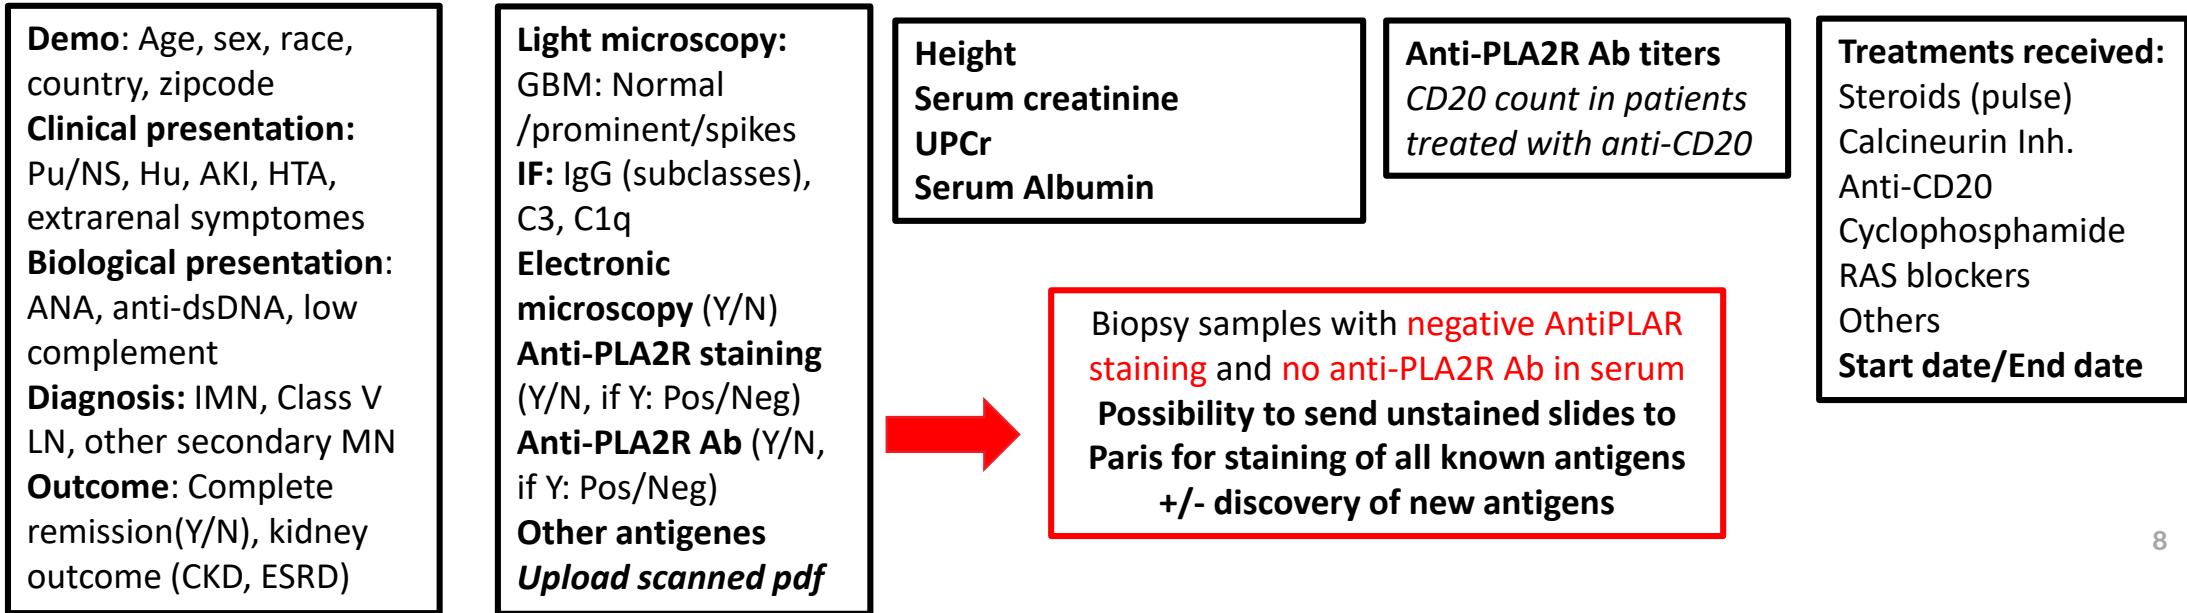 Demo: Age, sex, race,
country, zipcode
Clinical presentation:
Pu/NS, Hu, AKI, HTA,
extrarenal symptomes
Biological presentation:
ANA, anti-dsDNA, low
complement
Diagnosis: IMN, Class V
LN, other secondary MN
Outcome: Complete
remission(Y/N), kidney
outcome (CKD, ESRD)
Light microscopy:
GBM: Normal
/prominent/spikes
IF: IgG (subclasses),
C3, C1q
Electronic
microscopy (Y/N)
Anti-PLA2R staining
(Y/N, if Y: Pos/Neg)
Anti-PLA2R Ab (Y/N,
if Y: Pos/Neg)
Other antigenes
Upload scanned pdf
Height
Serum creatinine
UPCr
Serum Albumin
Anti-PLA2R Ab titers
CD20 count in patients
treated with anti-CD20
Biopsy samples with negative AntiPLAR
staining and no anti-PLA2R Ab in serum
Possibility to send unstained slides to
Paris for staining of all known antigens
+/- discovery of new antigens
Treatments received:
Steroids (pulse)
Calcineurin Inh.
Anti-CD20
Cyclophosphamide
RAS blockers
Others
Start date/End date
8